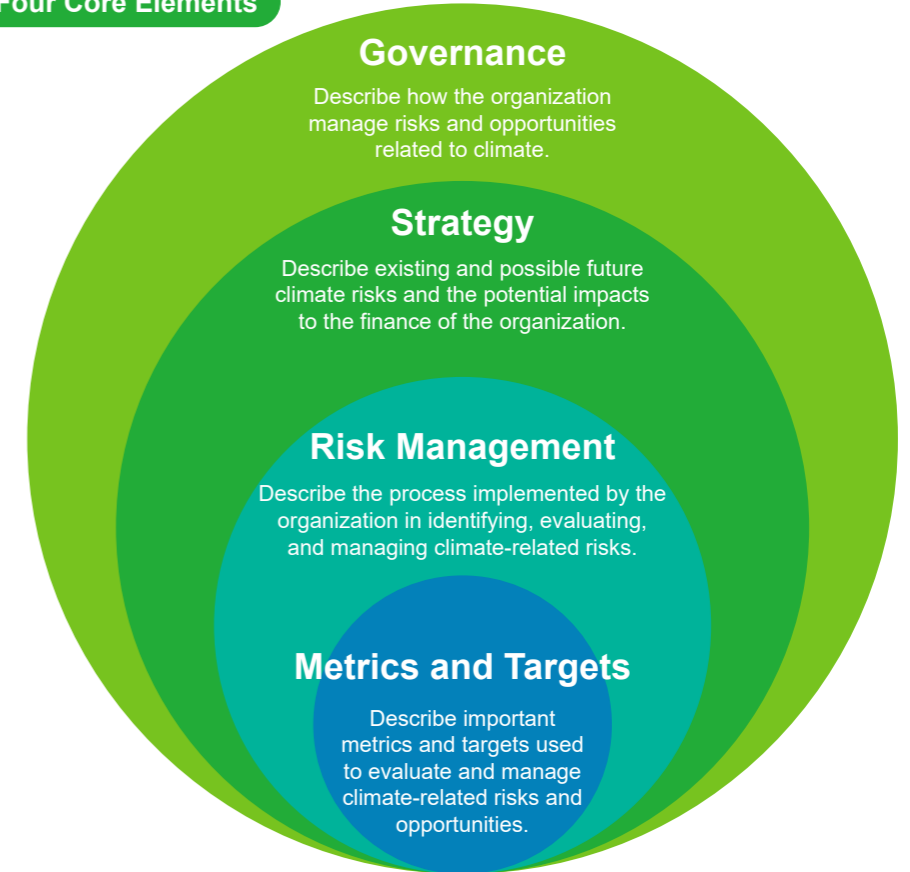 Four Core Elements
Governance
Describe how the organization
manage risks and opportunities
related to climate.
Strategy
Describe existing and possible future
climate risks and the potential impacts
to the finance of the organization.
Risk Management
Describe the process implemented by the
organization in identifying, evaluating,
and managing climate-related risks.
Metrics and Targets
Describe important
metrics and targets used
to evaluate and manage
climate-related risks and
opportunities.